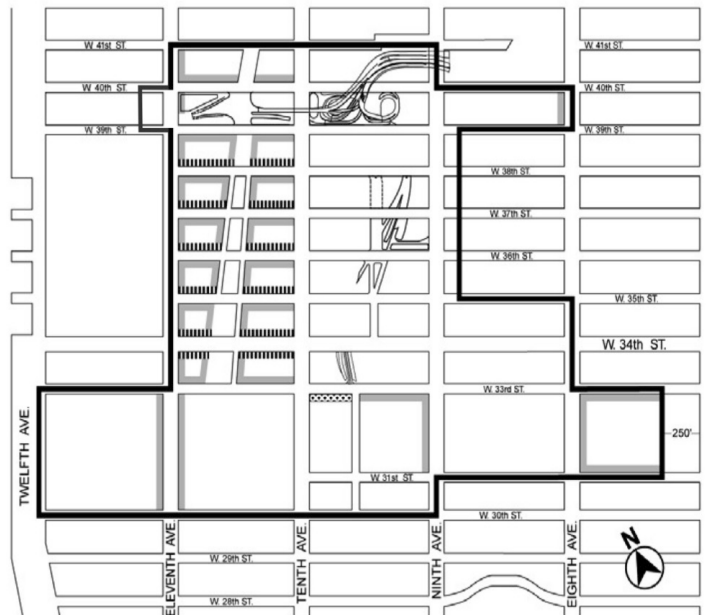 W. 41st ST.
W. 41st ST.
W. 40th ST.
W. 40th ST.
W. 39th ST.
W. 39th ST.
W. 38th ST.
W. 37th ST.
W. 36th ST.
W. 35th ST.
W. 34th ST.
W. 33rd ST.
250'
TWELFTH AVE.
W. 31st ST.
W. 30th ST.
ELEVENTH AVE.
TENTH AVE.
NINTH AVE.
EIGHTH AVE.
N
W. 29th ST.
W. 28th ST.